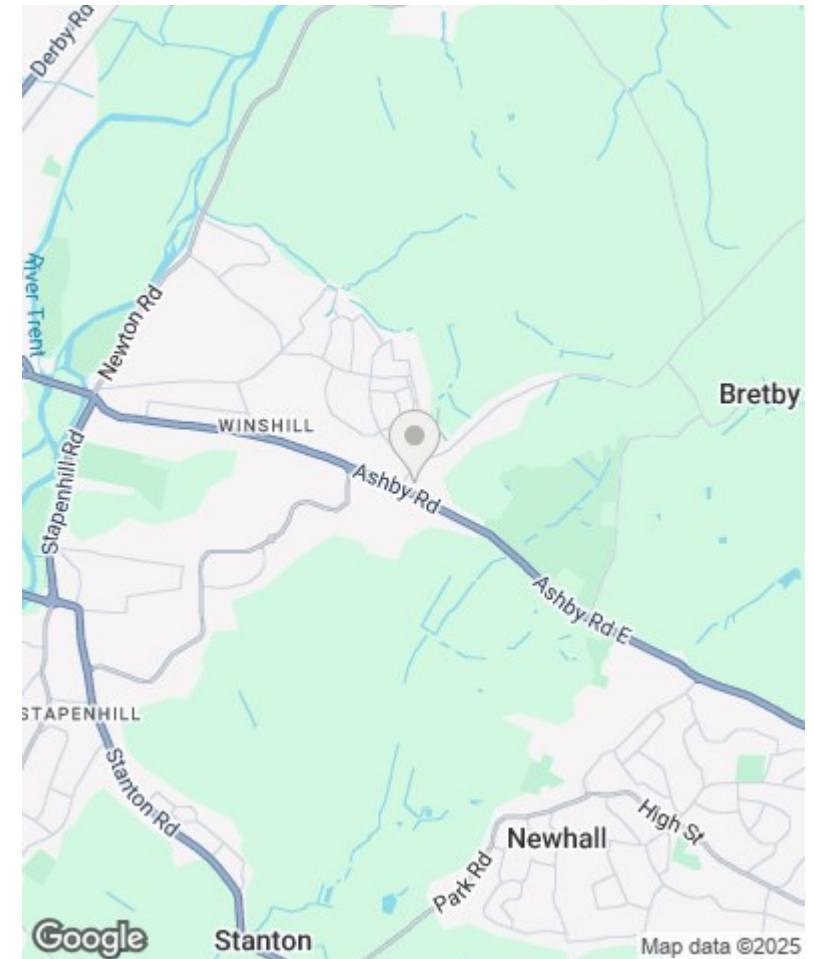 Derby Rd
River Trent
Newton Rd
Bretby
WINSHILL
Ashby Rd
Stapenhill Rd
Ashby Rd E
STAPENHILL
Stanton Rd
High St
Newhall
Park Rd
Stanton
Google
Map data ©2025